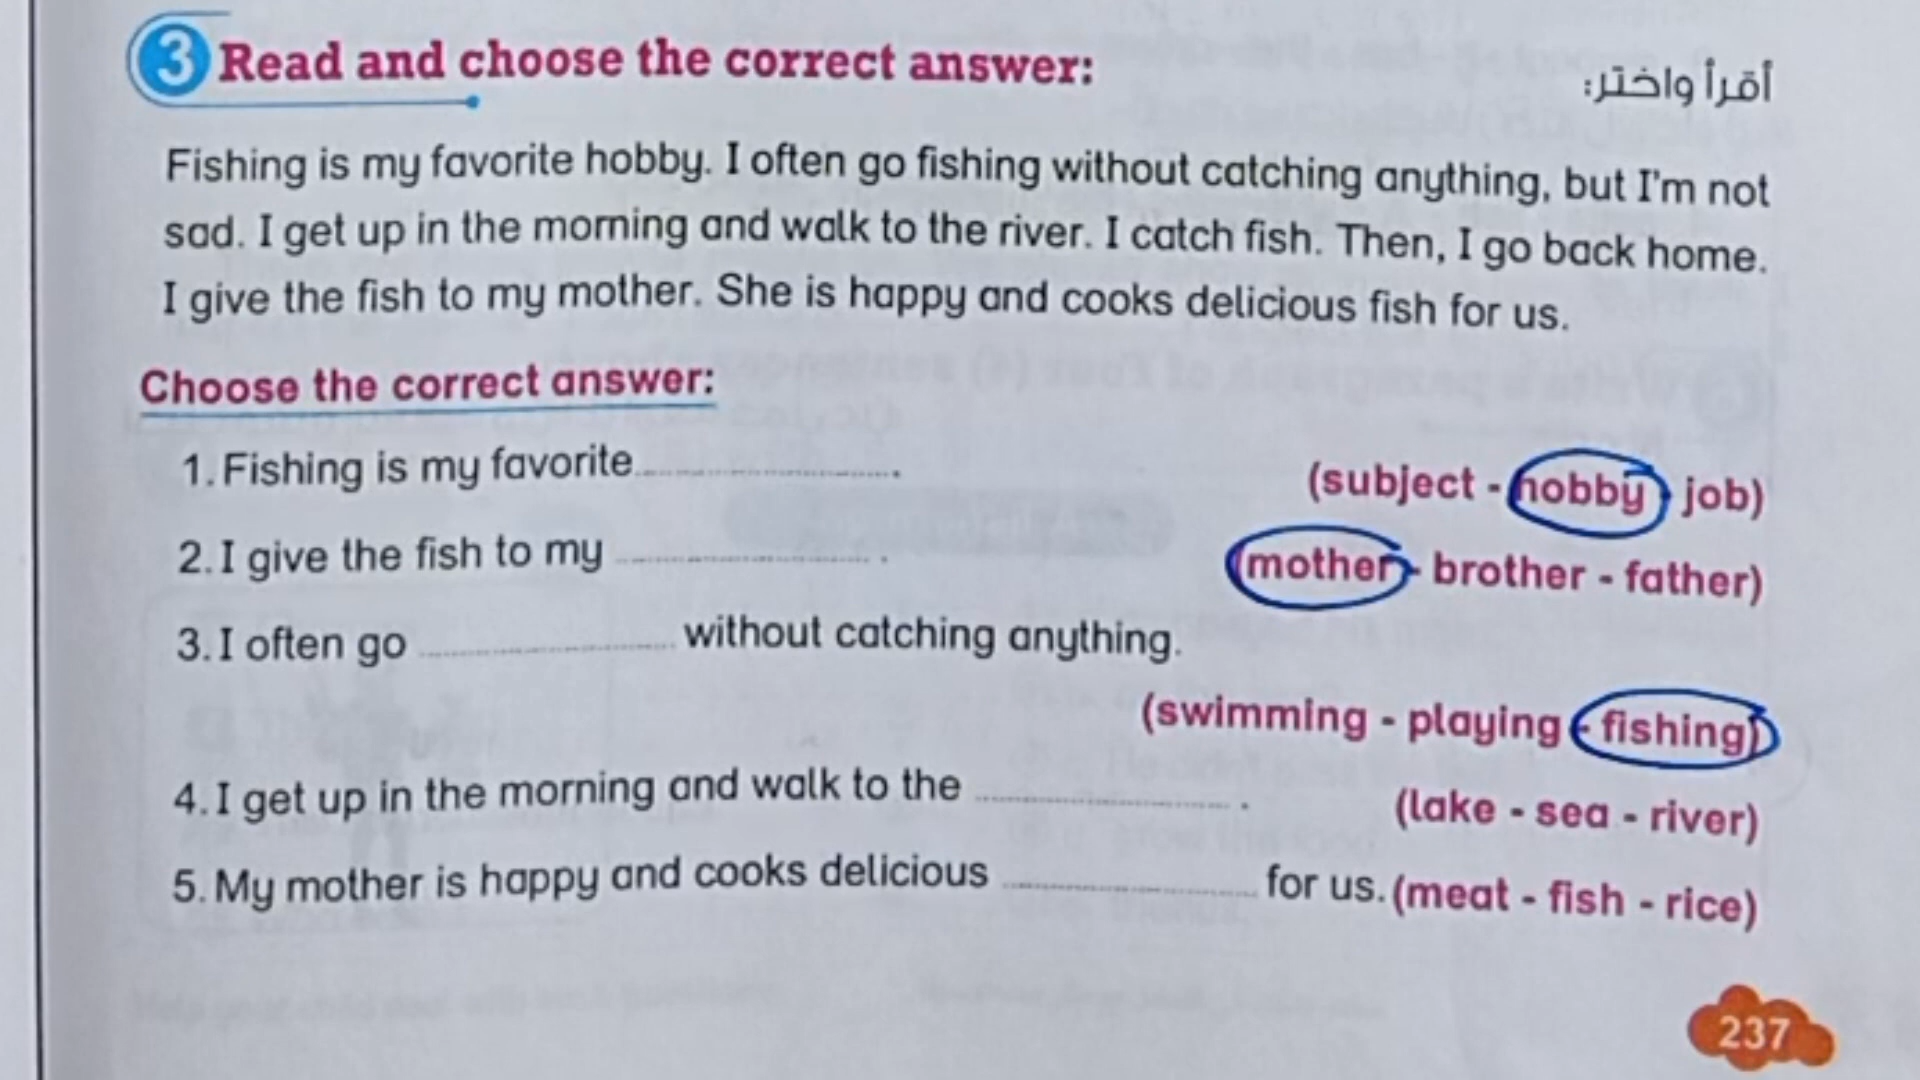 3 Read and choose the correct answer: أقرأ واختر:
Fishing is my favorite hobby. I often go fishing without catching anything, but I'm not
sad. I get up in the morning and walk to the river. I catch fish. Then, I go back home.
I give the fish to my mother. She is happy and cooks delicious fish for us.
Choose the correct answer:
1. Fishing is my favorite .................... . (subject - hobby - job)
2. I give the fish to my .................... . (mother - brother - father)
3. I often go .................... without catching anything.
(swimming - playing - fishing)
4. I get up in the morning and walk to the .................... . (lake - sea - river)
5. My mother is happy and cooks delicious .................... for us. (meat - fish - rice)
237